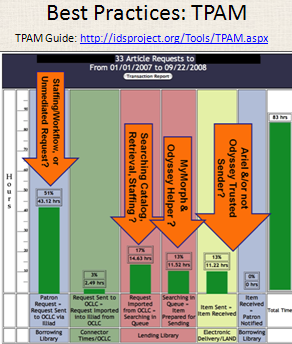 Best Practices: TPAM
TPAM Guide: http://idsproject.org/Tools/TPAM.aspx
33 Article Requests to
From 01/01/2007 to 09/22/2008
Transaction Report
Hours
Staffing/Workflow, or
Unmediated Request?
Searching Catalog,
Retrieval, Staffing ?
MyMorph &
Odyssey Helper ?
Ariel &/or not
Odyssey Trusted
Sender?
51%
43.12 hrs
3%
2.49 hrs
17%
14.63 hrs
13%
11.52 hrs
13%
11.22 hrs
0%
0 hrs
83 hrs
Patron
Request -
Request Sent
to OCLC via
Illiad
Request Sent to
OCLC -
Request Imported
into Illiad from
OCLC
Request
Imported
from OCLC -
Searching in
Queue
Searching in
Queue -
Item
Prepared for
Sending
Item Sent -
Item Received
Item
Received -
Patron
Notified
Total Time
Borrowing
Library
Connector
Times/OCLC
Lending Library
Electronic
Delivery/LAND
Borrowing
Library
Total Time